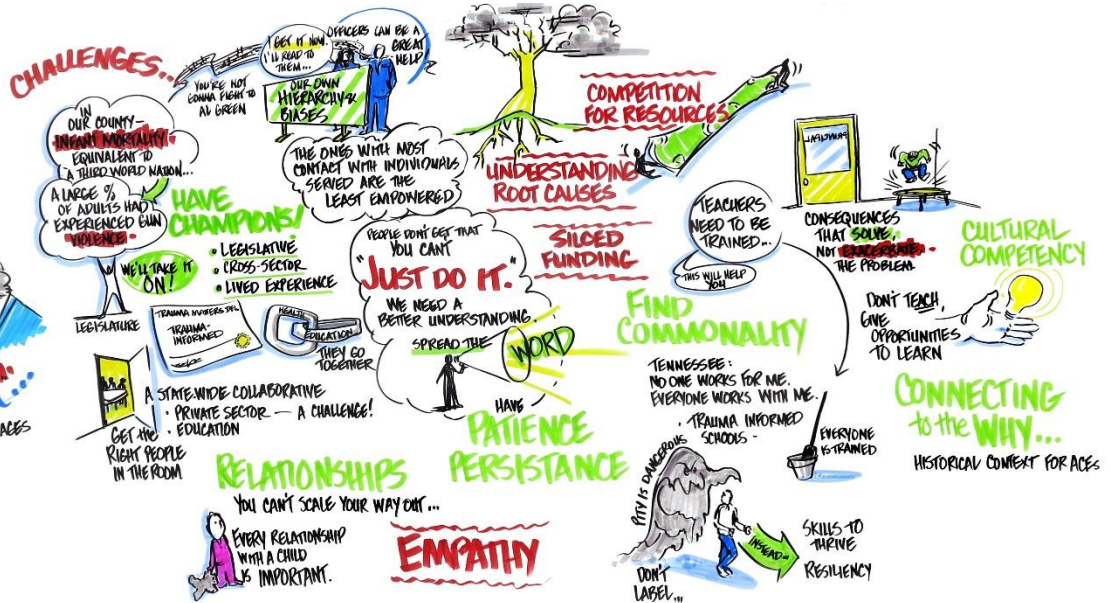 CHALLENGES...
IN
OUR COUNTY-
INFANT MORTALITY
EQUIVALENT TO
A THIRD WORLD NATION...
A LARGE %
OF ADULTS HAD
EXPERIENCED GUN
VIOLENCE.
WE'LL TAKE IT
ON!
LEGISLATURE
YOU'RE NOT
GONNA FIGHT TO
AL GREEN
I GET IT NOW.
I'LL READ TO
THEM...
OFFICERS CAN BE A
GREAT
HELP
OUR OWN
HIERARCHY &
BIASES
THE ONES WITH MOST
CONTACT WITH INDIVIDUALS
SERVED ARE THE
LEAST EMPOWERED
HAVE
CHAMPIONS!
• LEGISLATIVE
• CROSS-SECTOR
• LIVED EXPERIENCE
TRAUMA MATTERS DEL
TRAUMA-
INFORMED
HEALTH
EDUCATION
THEY GO
TOGETHER
PEOPLE DON'T GET THAT
YOU CAN'T
"JUST DO IT."
WE NEED A
BETTER UNDERSTANDING.
SPREAD THE
WORD
COMPETITION
FOR RESOURCES
UNDERSTANDING
ROOT CAUSES
SILOED
FUNDING
TEACHERS
NEED TO BE
TRAINED...
THIS WILL HELP
YOU
PRINCIPAL
CONSEQUENCES
THAT SOLVE,
NOT EXACERBATE
THE PROBLEM
CULTURAL
COMPETENCY
DON'T TEACH,
GIVE
OPPORTUNITIES
TO LEARN
FIND
COMMONALITY
TENNESSEE:
NO ONE WORKS FOR ME.
EVERYONE WORKS WITH ME.
• TRAUMA INFORMED
SCHOOLS -
EVERYONE
IS TRAINED
CONNECTING
to the WHY...
HISTORICAL CONTEXT FOR ACES
ACES
GET the
RIGHT PEOPLE
IN THE ROOM
A STATEWIDE COLLABORATIVE
• PRIVATE SECTOR — A CHALLENGE!
• EDUCATION
HAVE
PATIENCE
PERSISTANCE
RELATIONSHIPS
YOU CAN'T SCALE YOUR WAY OUT...
EVERY RELATIONSHIP
WITH A CHILD
IS IMPORTANT.
EMPATHY
PITY IS DANGEROUS
DON'T
LABEL...
INSTEAD-
SKILLS TO
THRIVE
RESILIENCY